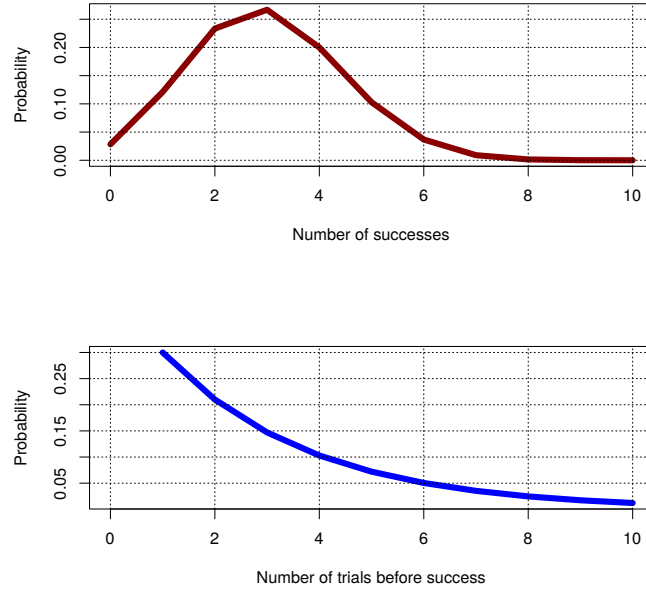 Probability
0.20
0.10
0.00
0 2 4 6 8 10
Number of successes
Probability
0.25
0.15
0.05
0 2 4 6 8 10
Number of trials before success